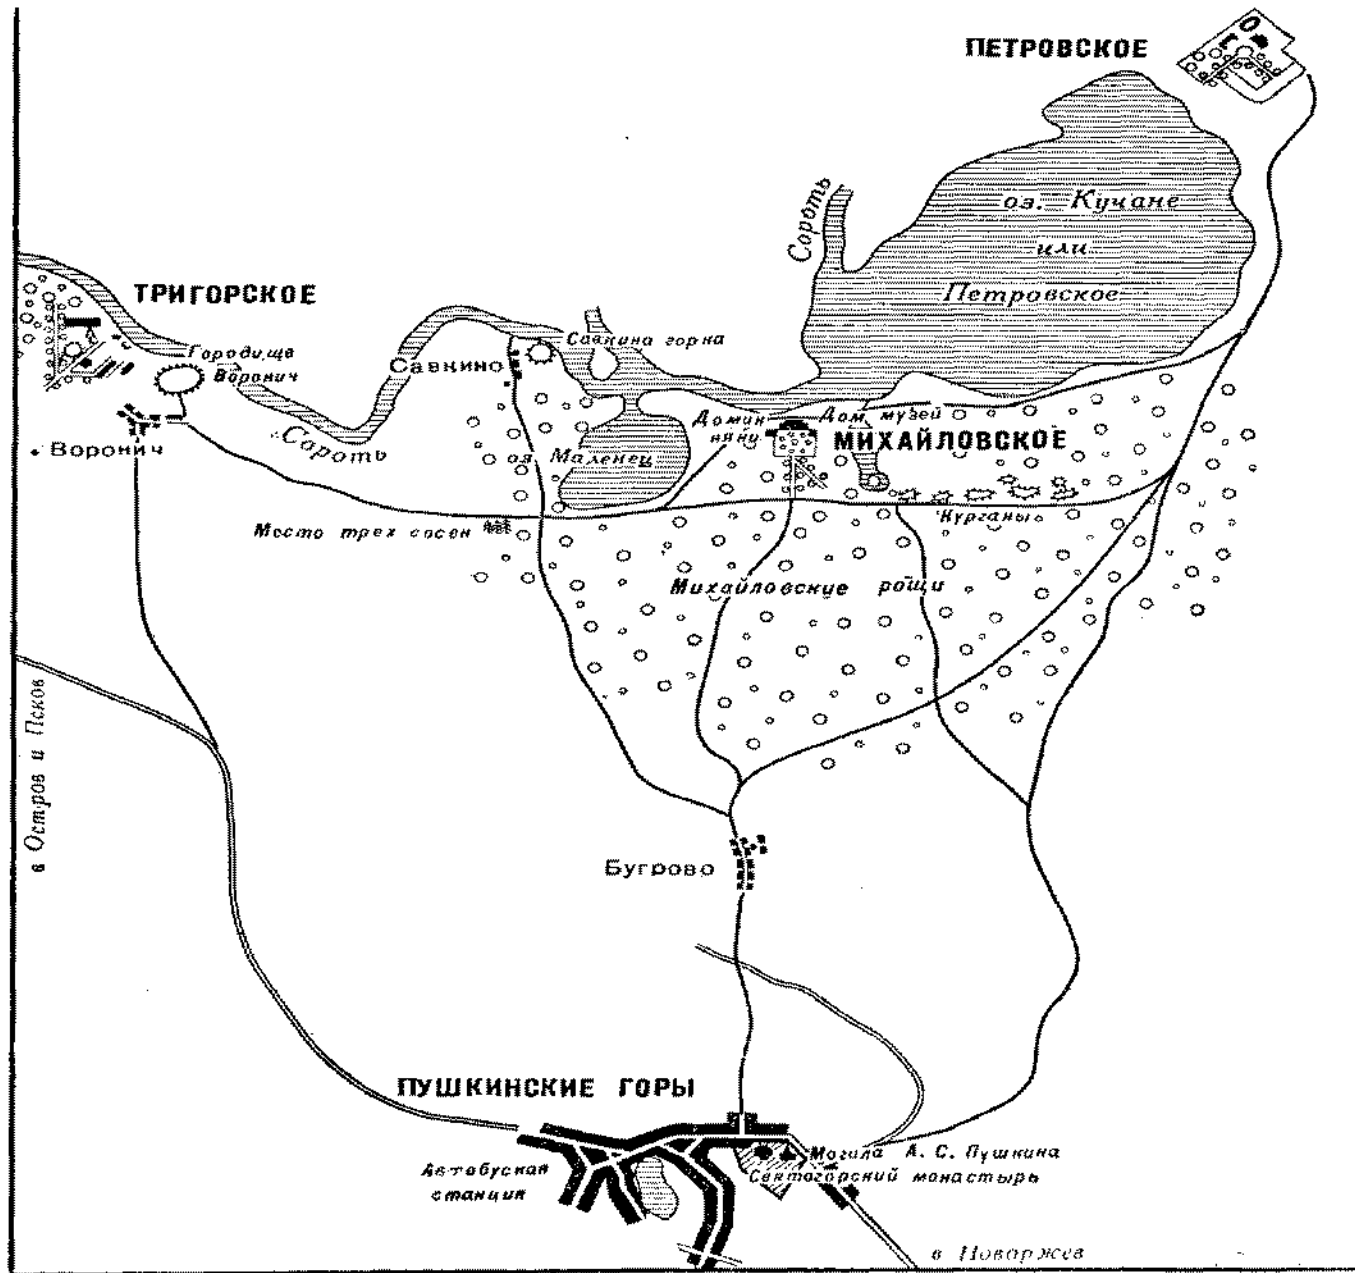 ПЕТРОВСКОЕ
Сороть
оз. Кучане
или
Петровское
ТРИГОРСКОЕ
Городище
Воронич
Савкина горка
Савкино
Воронич
Сороть
оз. Маленец
Домик
няни
Дом музей
МИХАЙЛОВСКОЕ
Место трех сосен
Курганы
Михайловские рощи
в Остров и Псков
Бугрово
ПУШКИНСКИЕ ГОРЫ
Автобусная
станция
Могила А. С. Пушкина
Святогорский монастырь
в Новоржев